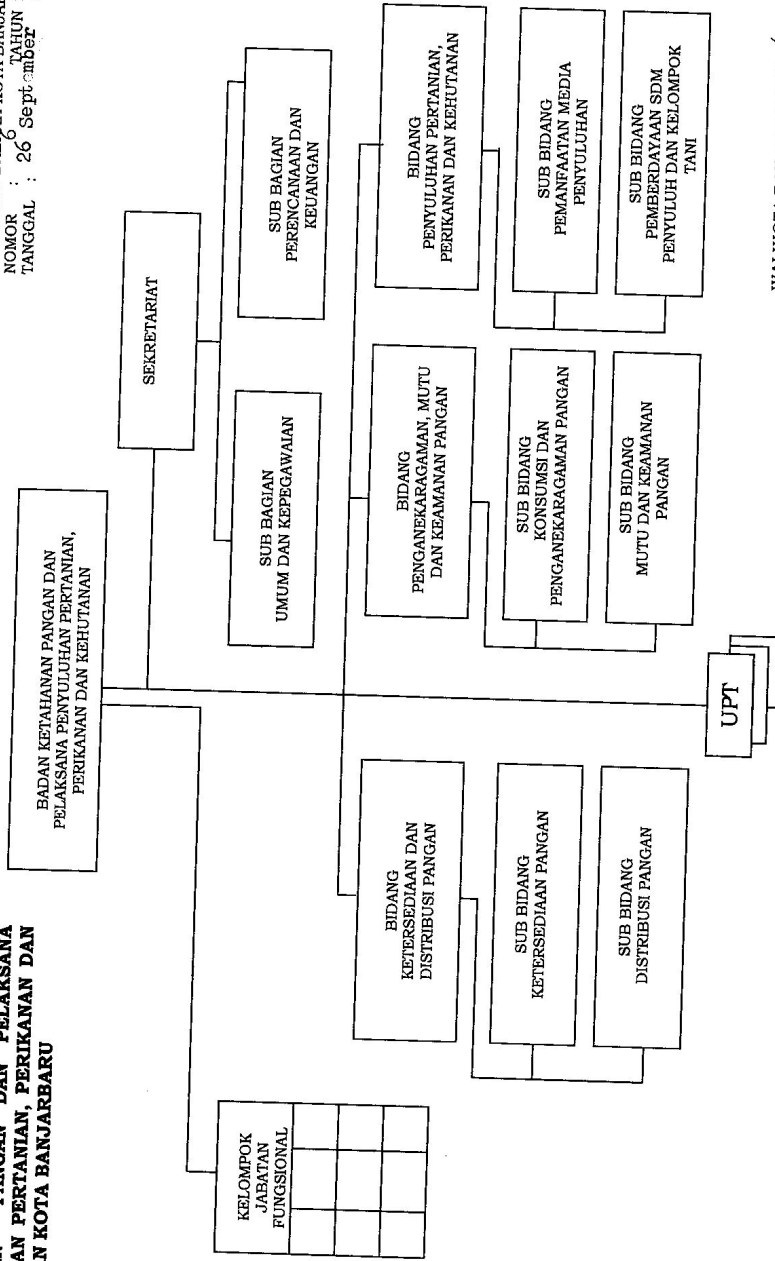 PANGAN DAN PELAKSANA
PERTANIAN, PERIKANAN DAN
KOTA BANJARBARU
NOMOR : 6 TAHUN
TANGGAL : 26 September
BADAN KETAHANAN PANGAN DAN
PELAKSANA PENYULUHAN PERTANIAN,
PERIKANAN DAN KEHUTANAN
SEKRETARIAT
KELOMPOK
JABATAN
FUNGSIONAL
SUB BAGIAN
UMUM DAN KEPEGAWAIAN
SUB BAGIAN
PERENCANAAN DAN
KEUANGAN
BIDANG
KETERSEDIAAN DAN
DISTRIBUSI PANGAN
SUB BIDANG
KETERSEDIAAN PANGAN
SUB BIDANG
DISTRIBUSI PANGAN
BIDANG
PENGANEKARAGAMAN, MUTU
DAN KEAMANAN PANGAN
SUB BIDANG
KONSUMSI DAN
PENGANEKARAGAMAN PANGAN
SUB BIDANG
MUTU DAN KEAMANAN
PANGAN
BIDANG
PENYULUHAN PERTANIAN,
PERIKANAN DAN KEHUTANAN
SUB BIDANG
PEMANFAATAN MEDIA
PENYULUHAN
SUB BIDANG
PEMBERDAYAAN SDM
PENYULUH DAN KELOMPOK
TANI
UPT